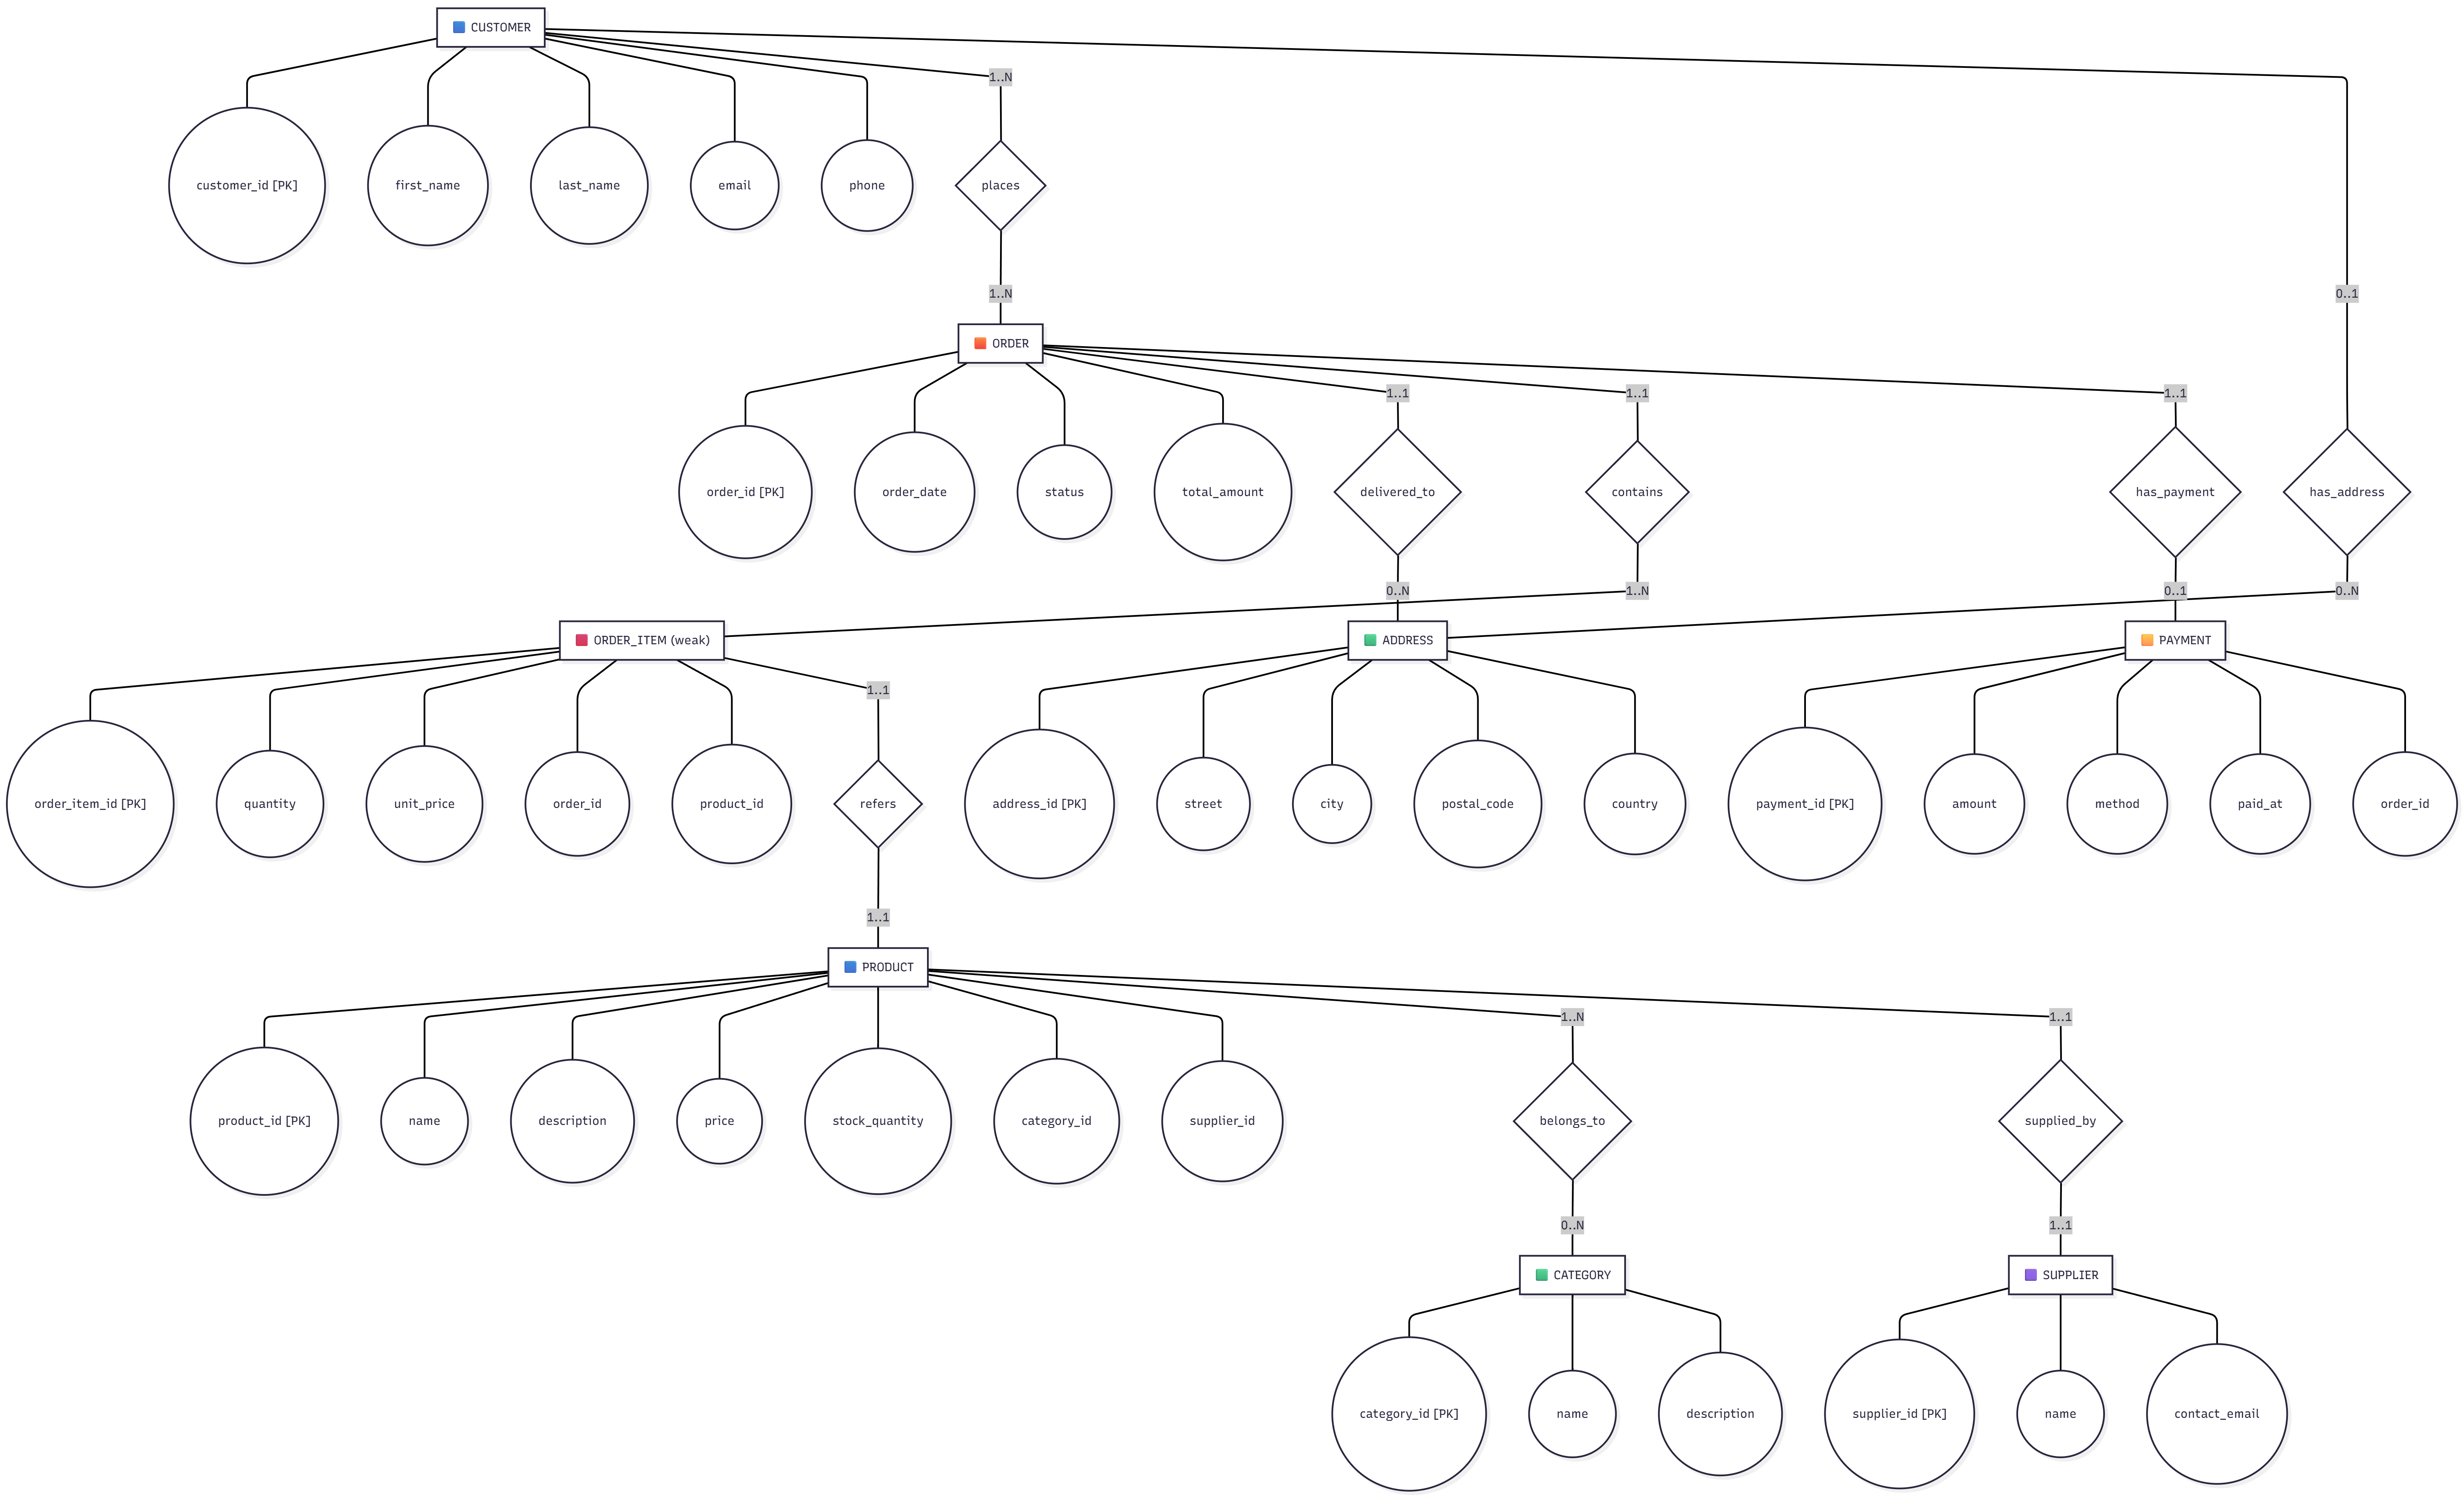 CUSTOMER
1..N
customer_id [PK]
first_name
last_name
email
phone
places
1..N
0..1
ORDER
1..1
1..1
1..1
order_id [PK]
order_date
status
total_amount
delivered_to
contains
has_payment
has_address
0..N
1..N
0..1
0..N
ORDER_ITEM (weak)
ADDRESS
PAYMENT
1..1
order_item_id [PK]
quantity
unit_price
order_id
product_id
refers
address_id [PK]
street
city
postal_code
country
payment_id [PK]
amount
method
paid_at
order_id
1..1
PRODUCT
1..N
1..1
product_id [PK]
name
description
price
stock_quantity
category_id
supplier_id
belongs_to
supplied_by
0..N
1..1
CATEGORY
SUPPLIER
category_id [PK]
name
description
supplier_id [PK]
name
contact_email